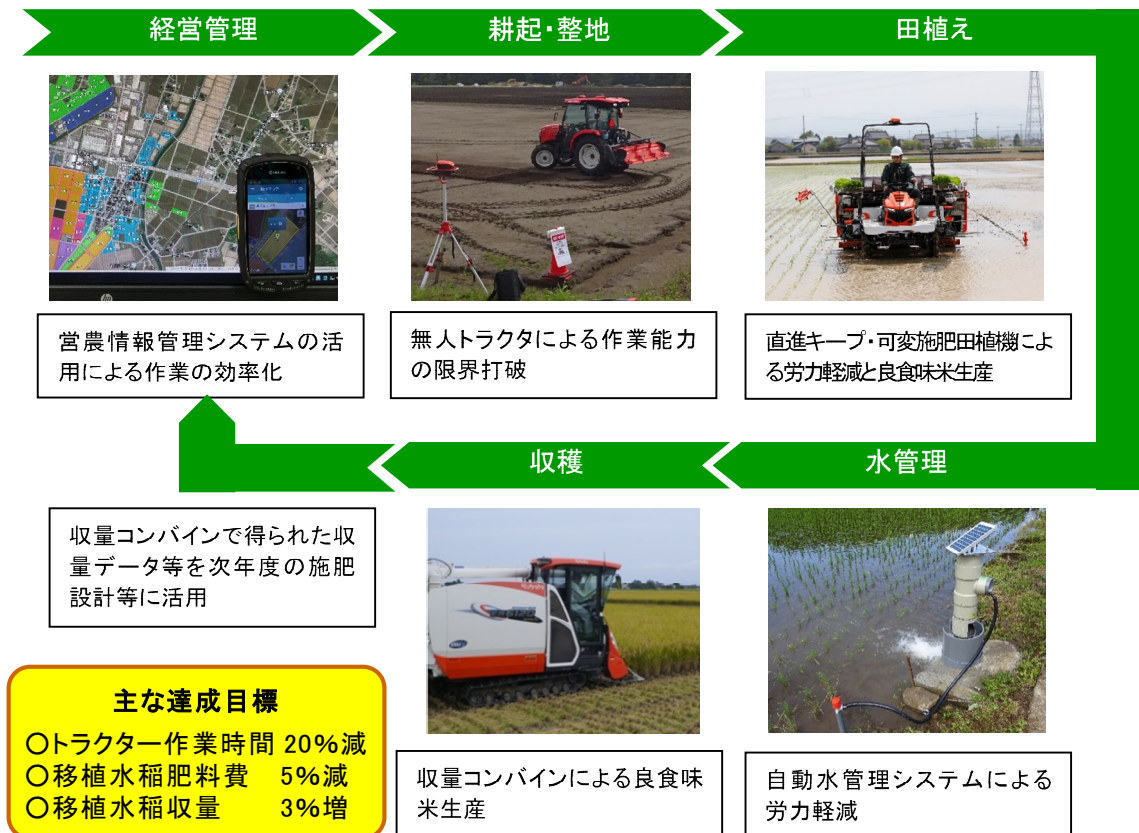 経営管理
耕起・整地
田植え
営農情報管理システムの活
用による作業の効率化
無人トラクタによる作業能力
の限界打破
直進キープ・可変施肥田植機によ
る労力軽減と良食味米生産
水管理
収穫
自動水管理システムによる
労力軽減
収量コンバインによる良食味
米生産
収量コンバインで得られた収
量データ等を次年度の施肥
設計等に活用
主な達成目標
○トラクター作業時間 20%減
○移植水稲肥料費 5%減
○移植水稲収量 3%増